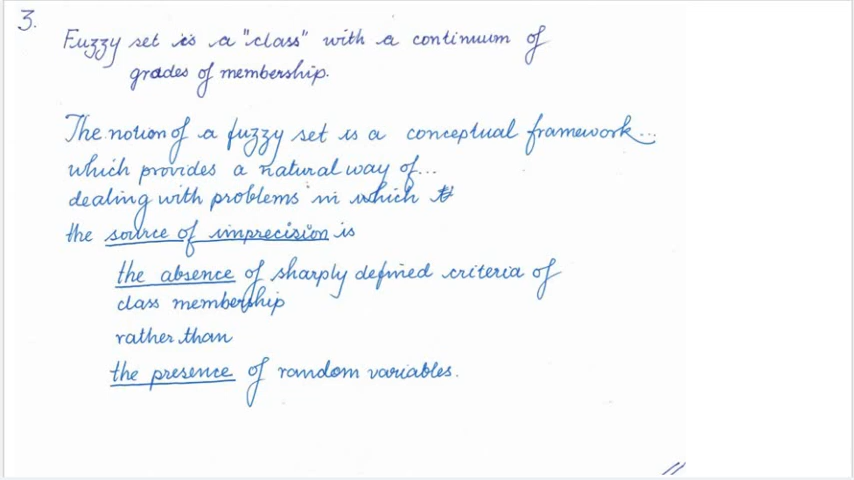 3.
Fuzzy set is a "class" with a continuum of
grades of membership.
The notion of a fuzzy set is a conceptual framework...
which provides a natural way of...
dealing with problems in which
the source of imprecision is
the absence of sharply defined criteria of
class membership
rather than
the presence of random variables.